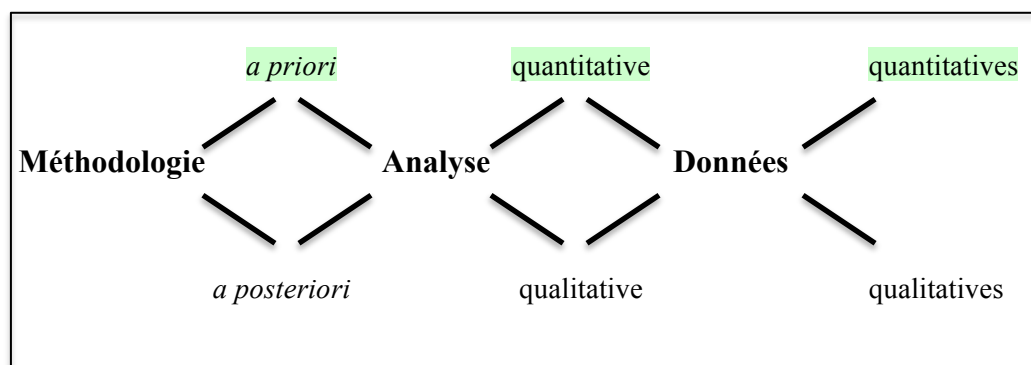 a priori quantitative quantitatives
Méthodologie Analyse Données
a posteriori qualitative qualitatives